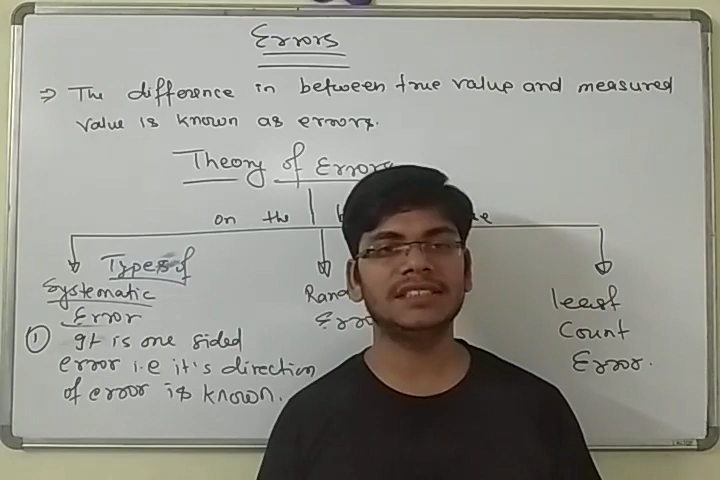 Errors
⇒ The difference in between true value and measured
value is known as errors.
Theory of Errors
on the
Types of
Systematic
Error
least
Count
Error.
① It is one sided
error i.e it's direction
of error is known.